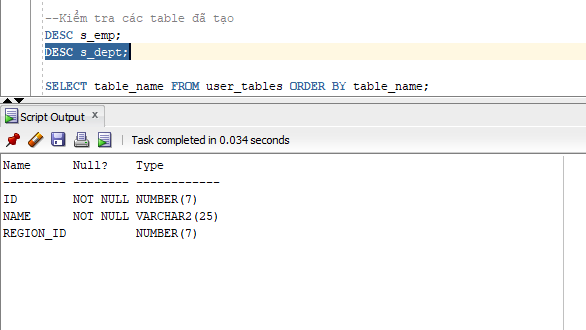 --Kiểm tra các table đã tạo
DESC s_emp;
DESC s_dept;
SELECT table_name FROM user_tables ORDER BY table_name;
Script Output x
Task completed in 0.034 seconds
Name      Null?    Type
--------- -------- ------------
ID        NOT NULL NUMBER(7)
NAME      NOT NULL VARCHAR2(25)
REGION_ID          NUMBER(7)